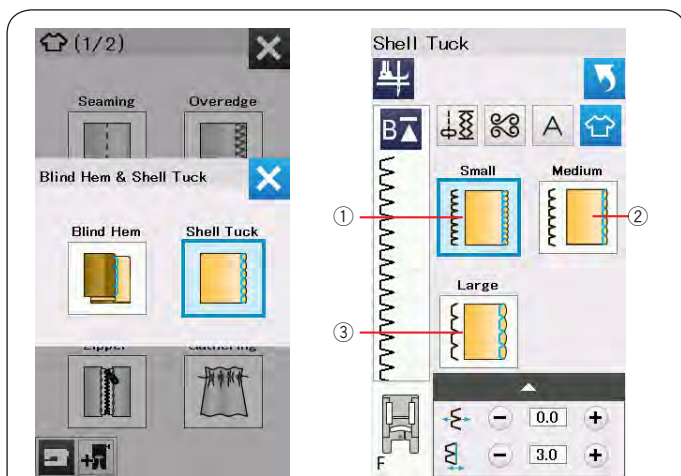 (1/2)
Seaming Overedge
Blind Hem & Shell Tuck
Blind Hem Shell Tuck
Zipper Gathering
Shell Tuck
B
A
Small Medium
① ②
Large
③
0.0
F 3.0